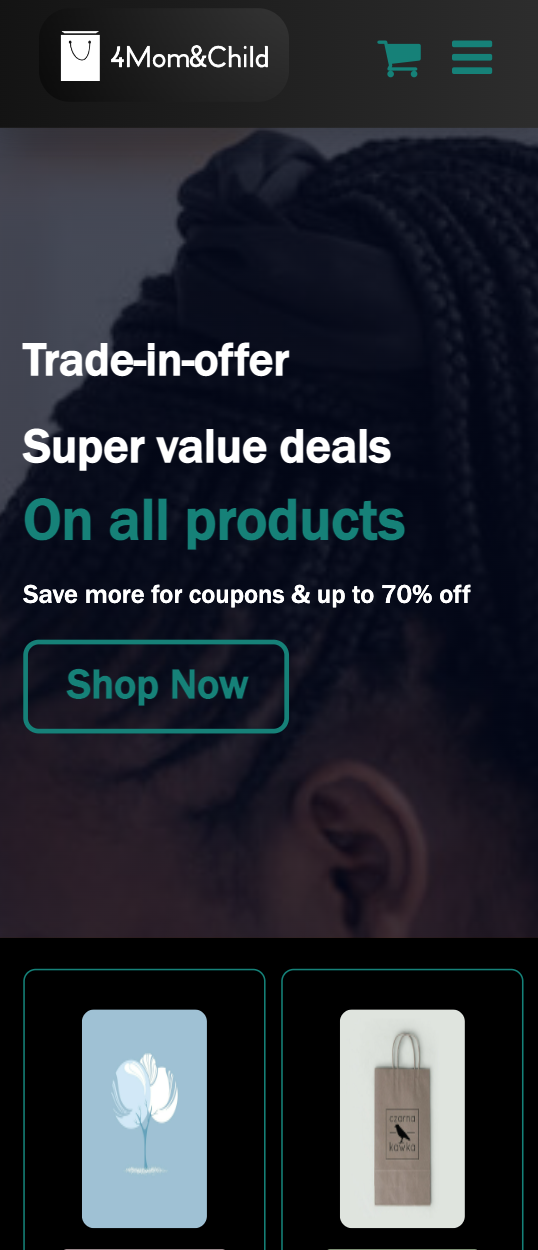 4Mom&Child
Trade-in-offer
Super value deals
On all products
Save more for coupons & up to 70% off
Shop Now
czarna
kawka